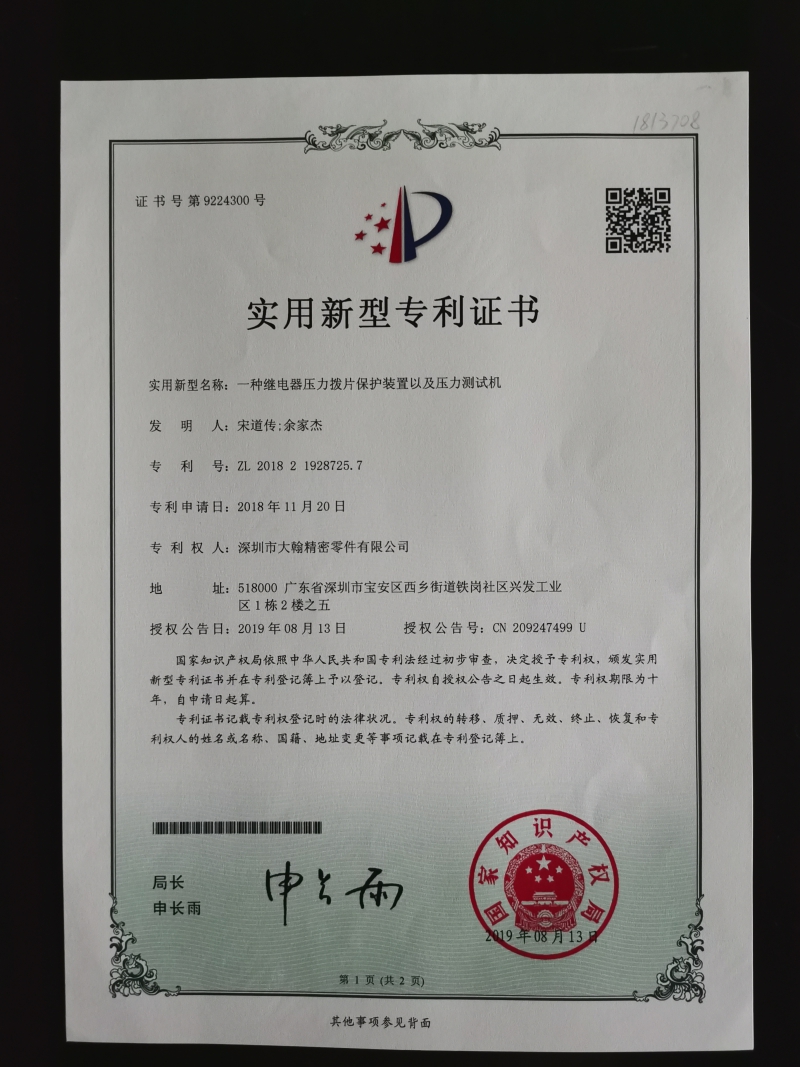 1813708
证书号第9224300号
实用新型专利证书
实用新型名称：一种继电器压力拨片保护装置以及压力测试机
发明人：宋道传;余家杰
专利号：ZL 2018 2 1928725.7
专利申请日：2018年11月20日
专利权人：深圳市大翰精密零件有限公司
地址：518000 广东省深圳市宝安区西乡街道铁岗社区兴发工业
区1栋2楼之五
授权公告日：2019年08月13日 授权公告号：CN 209247499 U
国家知识产权局依照中华人民共和国专利法经过初步审查，决定授予专利权，颁发实用
新型专利证书并在专利登记簿上予以登记。专利权自授权公告之日起生效。专利权期限为十
年，自申请日起算。
专利证书记载专利权登记时的法律状况。专利权的转移、质押、无效、终止、恢复和专
利权人的姓名或名称、国籍、地址变更等事项记载在专利登记簿上。
局长
申长雨
申长雨
国家知识产权局
2019年08月13日
第1页(共2页)
其他事项参见背面